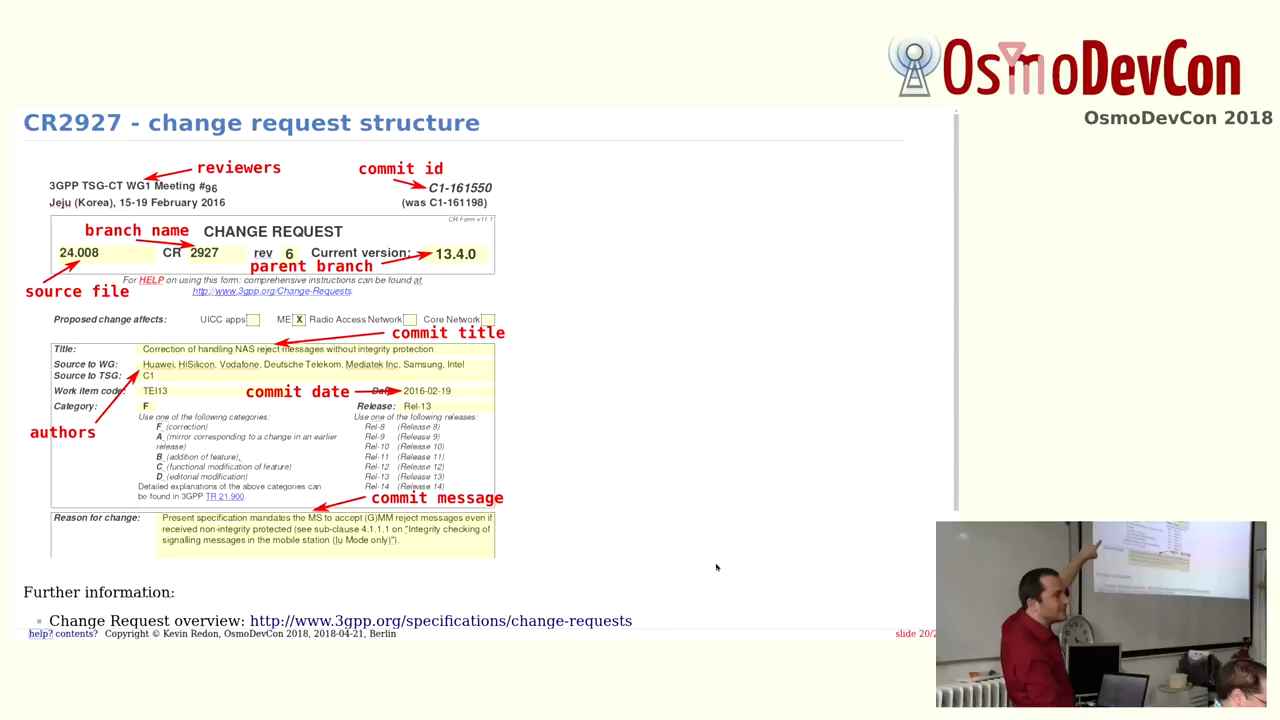 OsmoDevCon
OsmoDevCon 2018
CR2927 - change request structure
reviewers
commit id
3GPP TSG-CT WG1 Meeting #96
C1-161550
Jeju (Korea), 15-19 February 2016
(was C1-161198)
CR-Form-v11.1
branch name
CHANGE REQUEST
24.008 CR 2927 rev 6 Current version: 13.4.0
parent branch
source file
For HELP on using this form: comprehensive instructions can be found at
http://www.3gpp.org/Change-Requests.
Proposed change affects: UICC apps ME X Radio Access Network Core Network
commit title
Title: Correction of handling NAS reject messages without integrity protection
Source to WG: Huawei, HiSilicon, Vodafone, Deutsche Telekom, Mediatek Inc, Samsung, Intel
Source to TSG: C1
Work item code: TEI13 commit date 2016-02-19
Category: F Release: Rel-13
authors
Use one of the following categories: Use one of the following releases:
F (correction) Rel-8 (Release 8)
A (mirror corresponding to a change in an earlier Rel-9 (Release 9)
release) Rel-10 (Release 10)
B (addition of feature), Rel-11 (Release 11)
C (functional modification of feature) Rel-12 (Release 12)
D (editorial modification) Rel-13 (Release 13)
Detailed explanations of the above categories can Rel-14 (Release 14)
be found in 3GPP TR 21.900.
commit message
Reason for change: Present specification mandates the MS to accept (G)MM reject messages even if
received non-integrity protected (see sub-clause 4.1.1.1 on "Integrity checking of
signalling messages in the mobile station (Iu Mode only)").
Further information:
Change Request overview: http://www.3gpp.org/specifications/change-requests
help? contents? Copyright © Kevin Redon, OsmoDevCon 2018, 2018-04-21, Berlin
slide 20/2